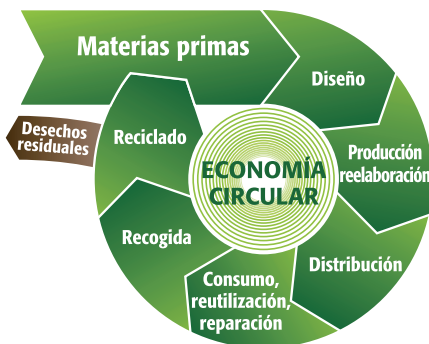 Materias primas
Diseño
Producción
reelaboración
Distribución
Consumo,
reutilización,
reparación
Recogida
Reciclado
Desechos
residuales
ECONOMÍA
CIRCULAR